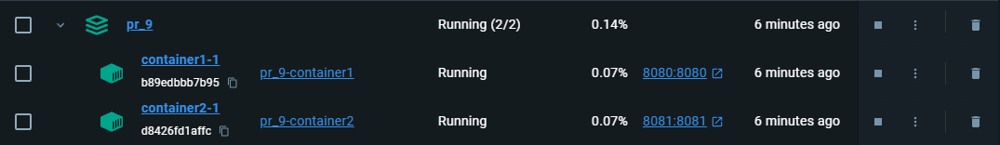 pr_9 Running (2/2) 0.14% 6 minutes ago
container1-1
b89edbbb7b95 pr_9-container1 Running 0.07% 8080:8080 6 minutes ago
container2-1
d8426fd1affc pr_9-container2 Running 0.07% 8081:8081 6 minutes ago